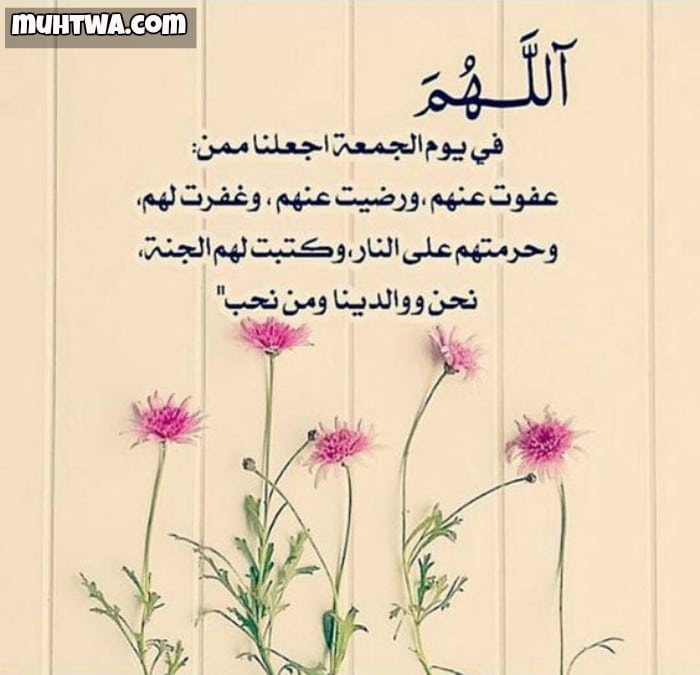 MUHTWA.COM
آللَّـهُمَ
في يوم الجمعة اجعلنا ممن:
عفوت عنهم ،ورضيت عنهم ، وغفرت لهم،
وحرمتهم على النار،وكتبت لهم الجنة،
نحن ووالدينا ومن نحب"